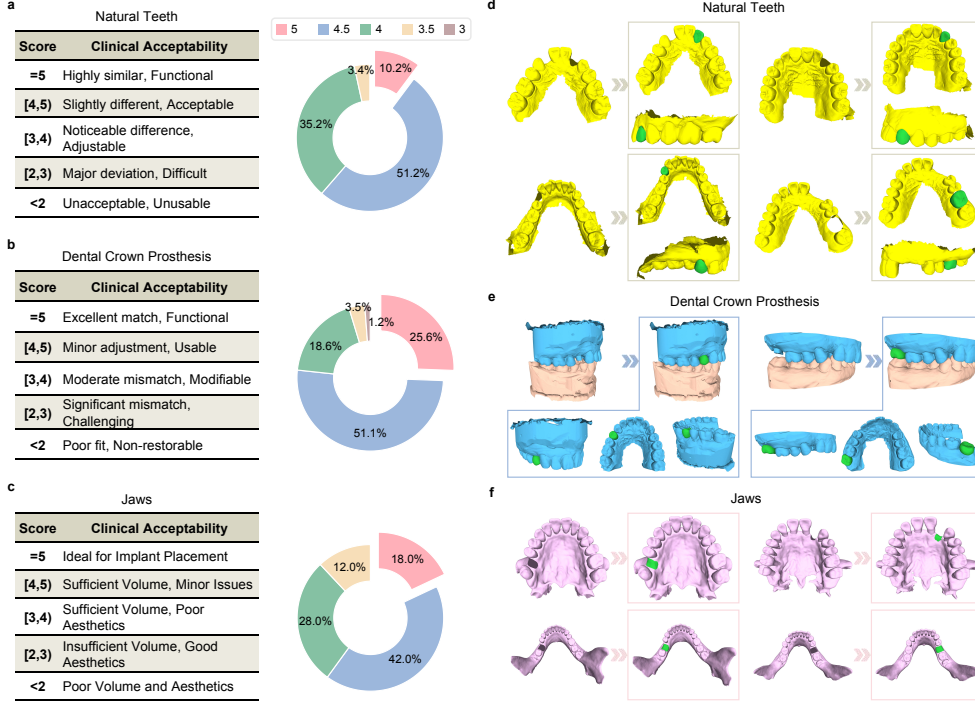 a
Natural Teeth
Score Clinical Acceptability
=5 Highly similar, Functional
[4,5) Slightly different, Acceptable
[3,4) Noticeable difference,
Adjustable
[2,3) Major deviation, Difficult
<2 Unacceptable, Unusable
5 4.5 4 3.5 3
3.4%
10.2%
35.2%
51.2%
b
Dental Crown Prosthesis
Score Clinical Acceptability
=5 Excellent match, Functional
[4,5) Minor adjustment, Usable
[3,4) Moderate mismatch, Modifiable
[2,3) Significant mismatch,
Challenging
<2 Poor fit, Non-restorable
3.5%
1.2%
25.6%
18.6%
51.1%
c
Jaws
Score Clinical Acceptability
=5 Ideal for Implant Placement
[4,5) Sufficient Volume, Minor Issues
[3,4) Sufficient Volume, Poor
Aesthetics
[2,3) Insufficient Volume, Good
Aesthetics
<2 Poor Volume and Aesthetics
12.0%
18.0%
28.0%
42.0%
d
Natural Teeth
e
Dental Crown Prosthesis
f
Jaws